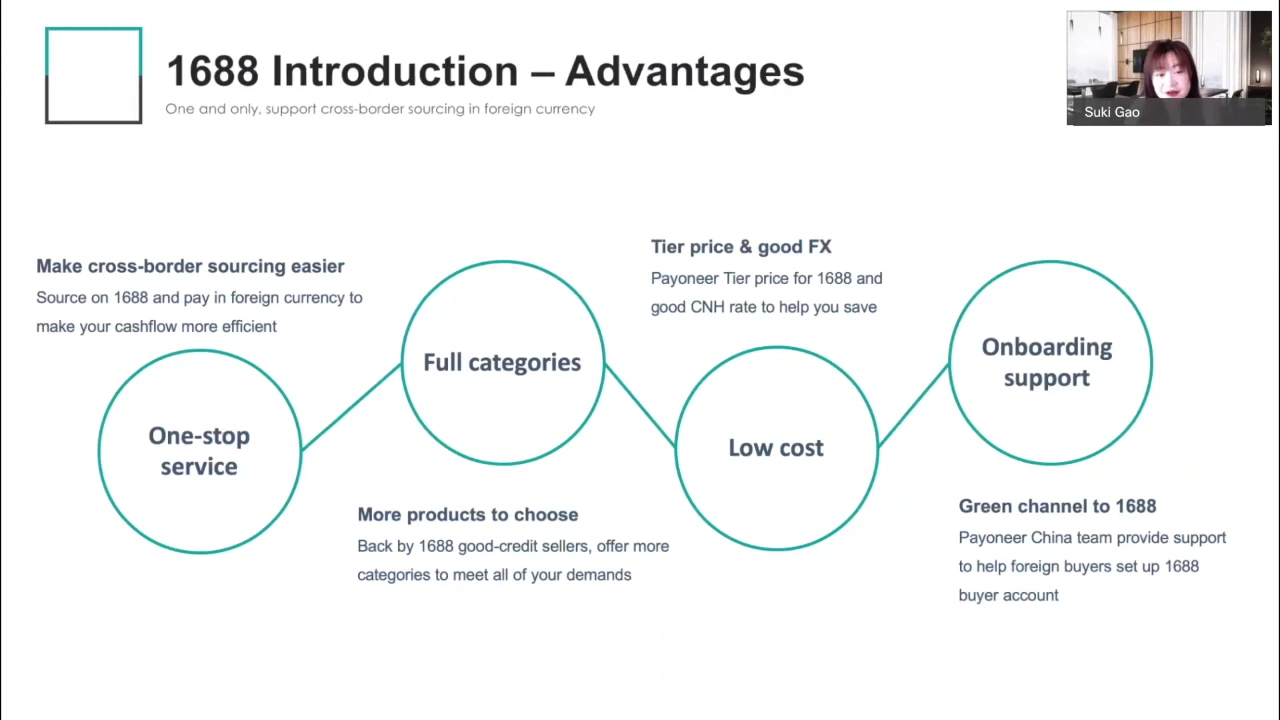 1688 Introduction – Advantages
One and only, support cross-border sourcing in foreign currency
Suki Gao
Make cross-border sourcing easier
Source on 1688 and pay in foreign currency to
make your cashflow more efficient
One-stop
service
Full categories
More products to choose
Back by 1688 good-credit sellers, offer more
categories to meet all of your demands
Tier price & good FX
Payoneer Tier price for 1688 and
good CNH rate to help you save
Low cost
Onboarding
support
Green channel to 1688
Payoneer China team provide support
to help foreign buyers set up 1688
buyer account